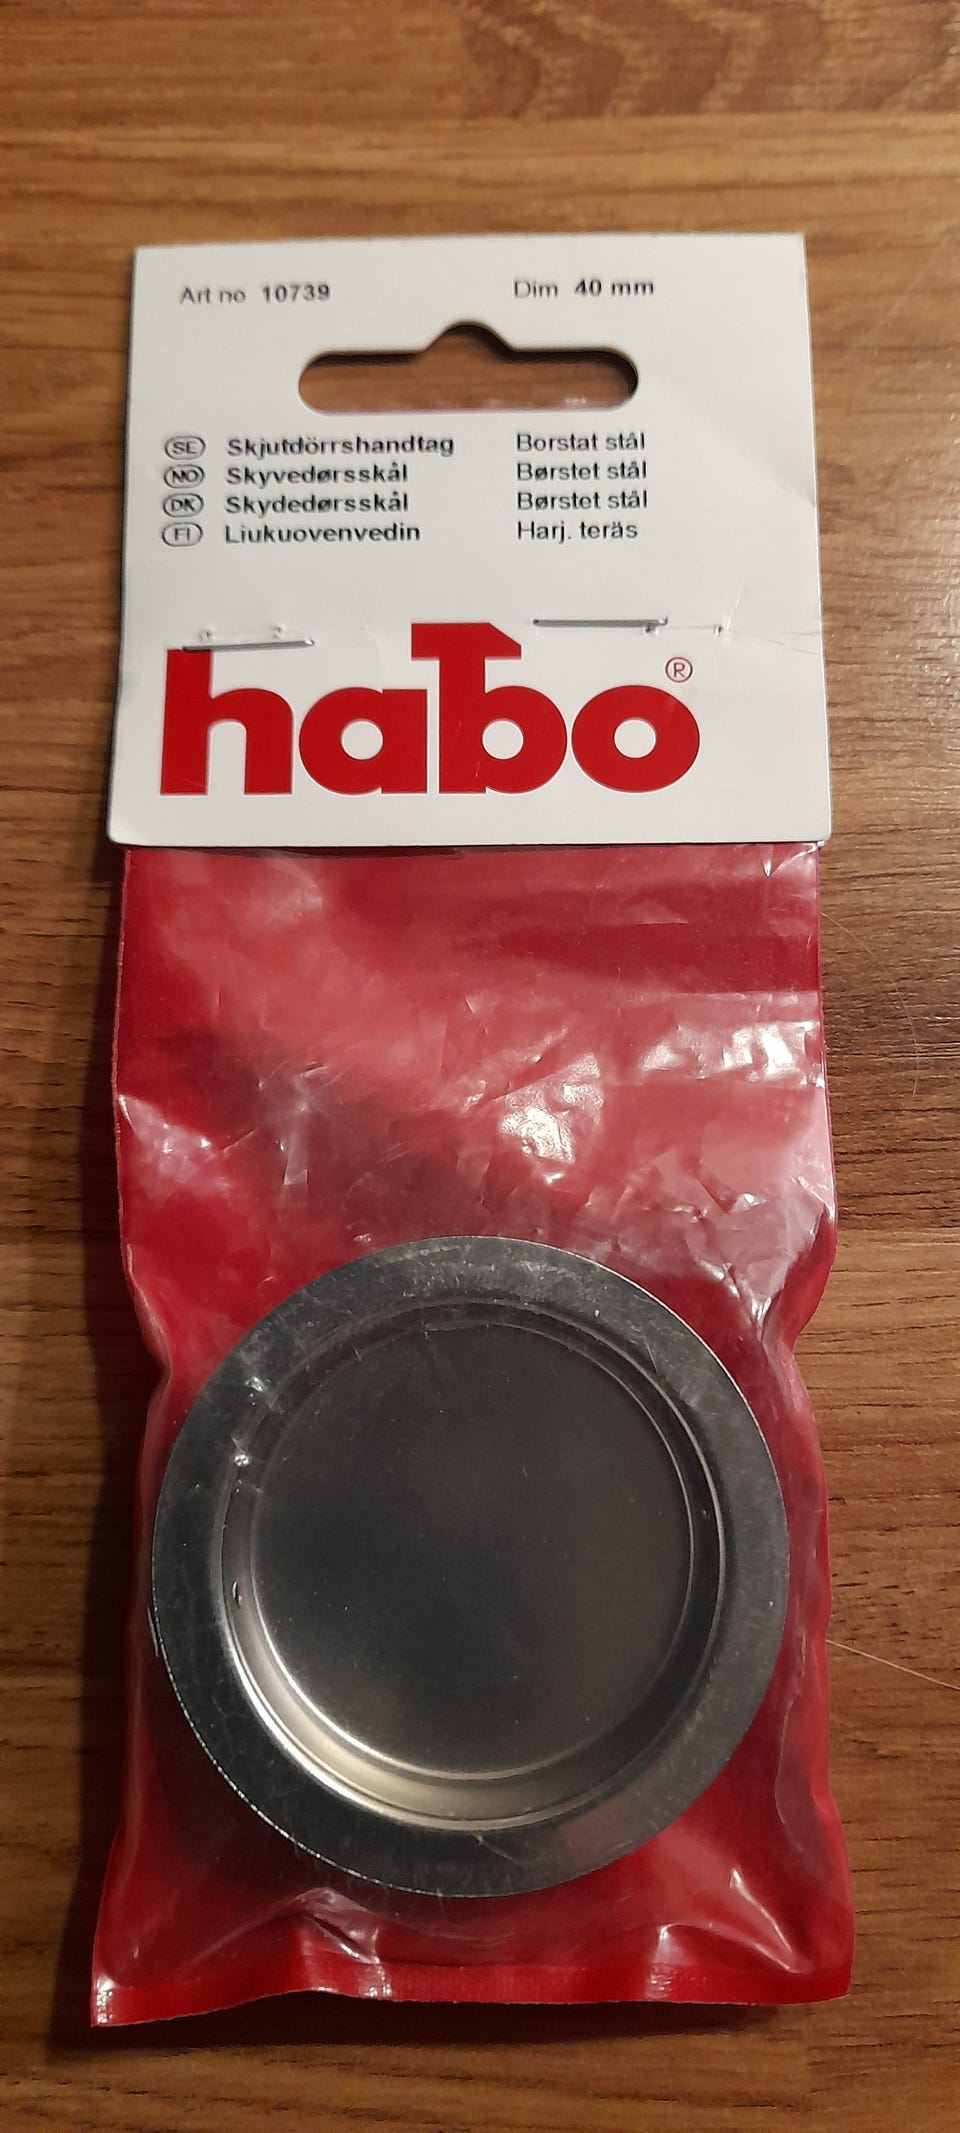 Art no 10739 Dim 40 mm
SE Skjutdörrshandtag Borstat stål
NO Skyvedørsskål Børstet stål
DK Skydedørsskål Børstet stål
FI Liukuovenvedin Harj. teräs
habo®